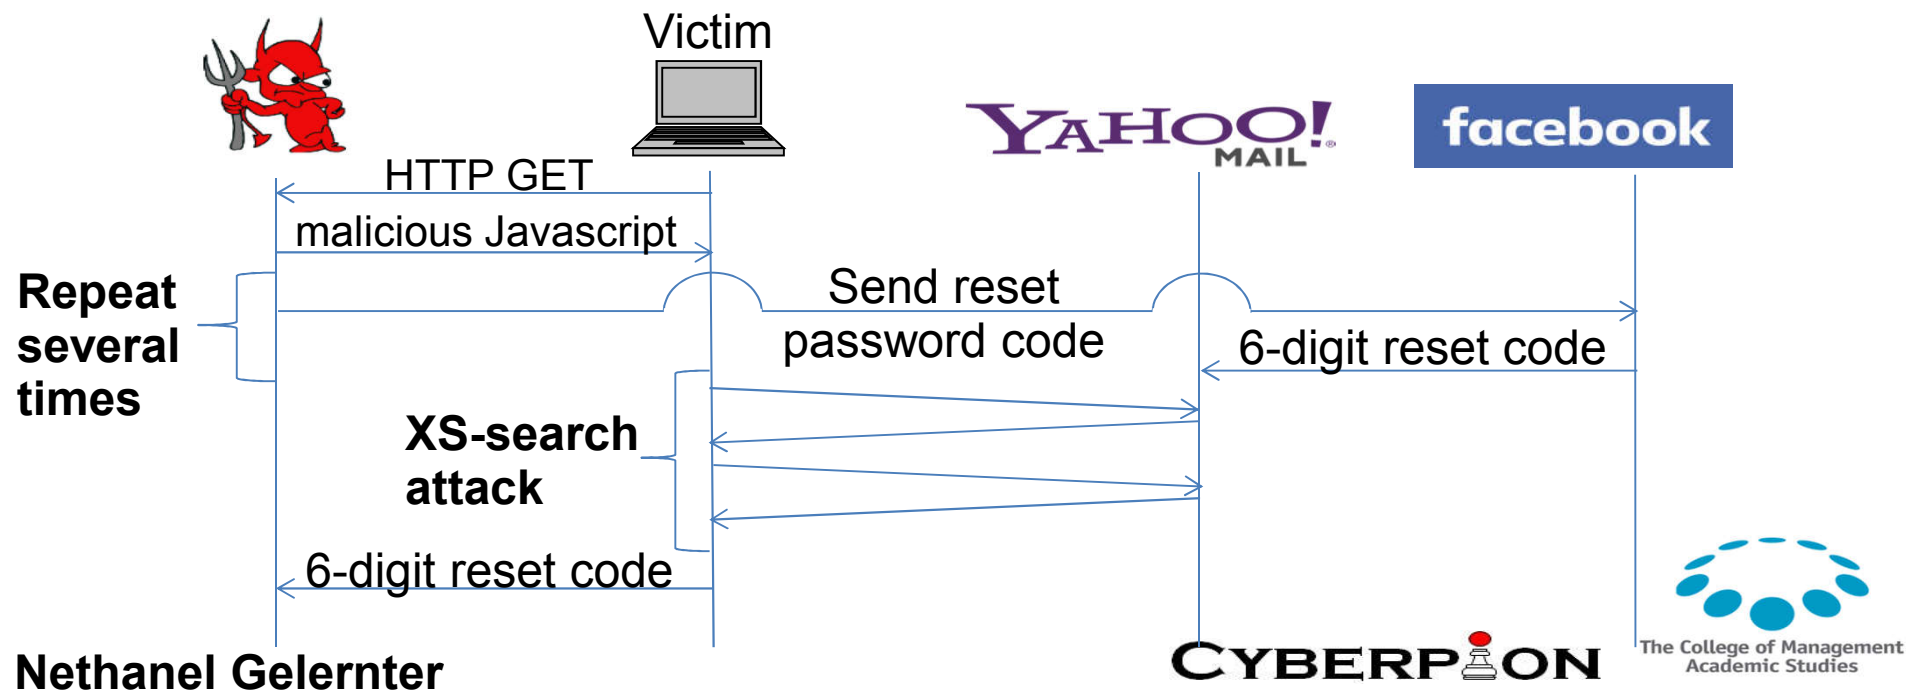 Victim
YAHOO!
MAIL
facebook
HTTP GET
malicious Javascript
Repeat
several
times
Send reset
password code
6-digit reset code
XS-search
attack
6-digit reset code
Nethanel Gelernter
CYBERPION
The College of Management
Academic Studies